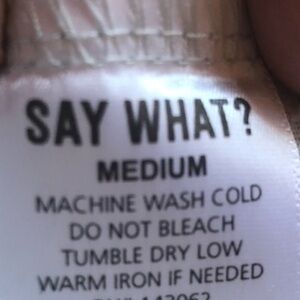 SAY WHAT?
MEDIUM
MACHINE WASH COLD
DO NOT BLEACH
TUMBLE DRY LOW
WARM IRON IF NEEDED